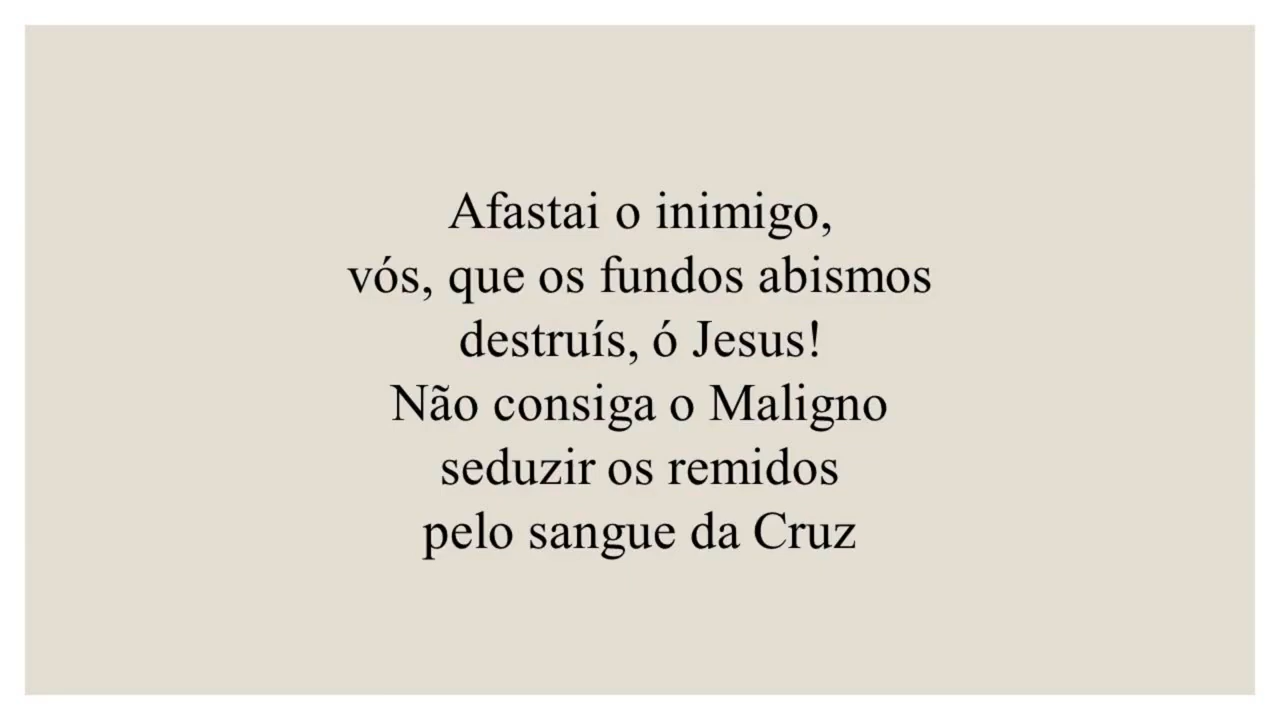 Afastai o inimigo,
vós, que os fundos abismos
destruís, ó Jesus!
Não consiga o Maligno
seduzir os remidos
pelo sangue da Cruz